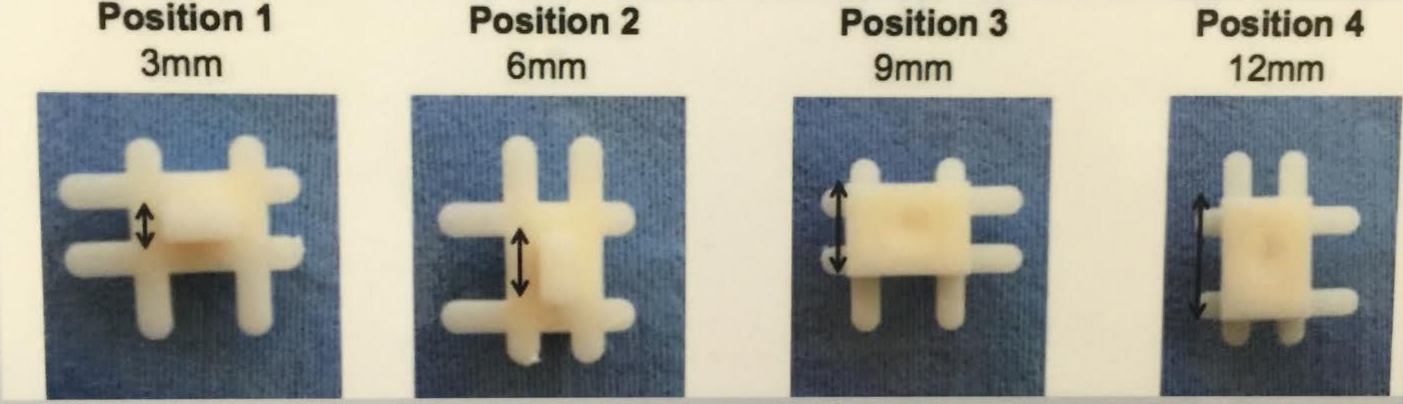 Position 1
3mm
Position 2
6mm
Position 3
9mm
Position 4
12mm